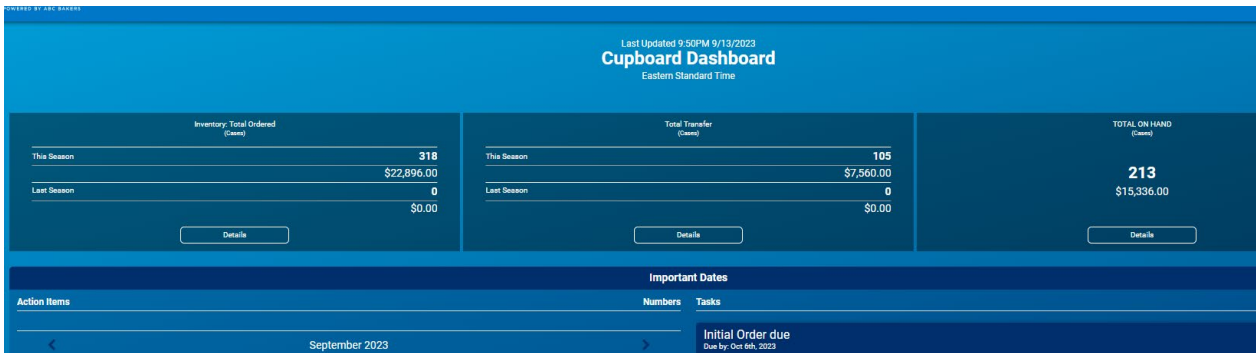 POWERED BY ABC BAKERS
Last Updated 9:50PM 9/13/2023
Cupboard Dashboard
Eastern Standard Time
Inventory: Total Ordered
(Cases)
This Season 318
$22,896.00
Last Season 0
$0.00
Details
Total Transfer
(Cases)
This Season 105
$7,560.00
Last Season 0
$0.00
Details
TOTAL ON HAND
(Cases)
213
$15,336.00
Details
Important Dates
Action Items Numbers
September 2023
Tasks
Initial Order due
Due by: Oct 6th, 2023